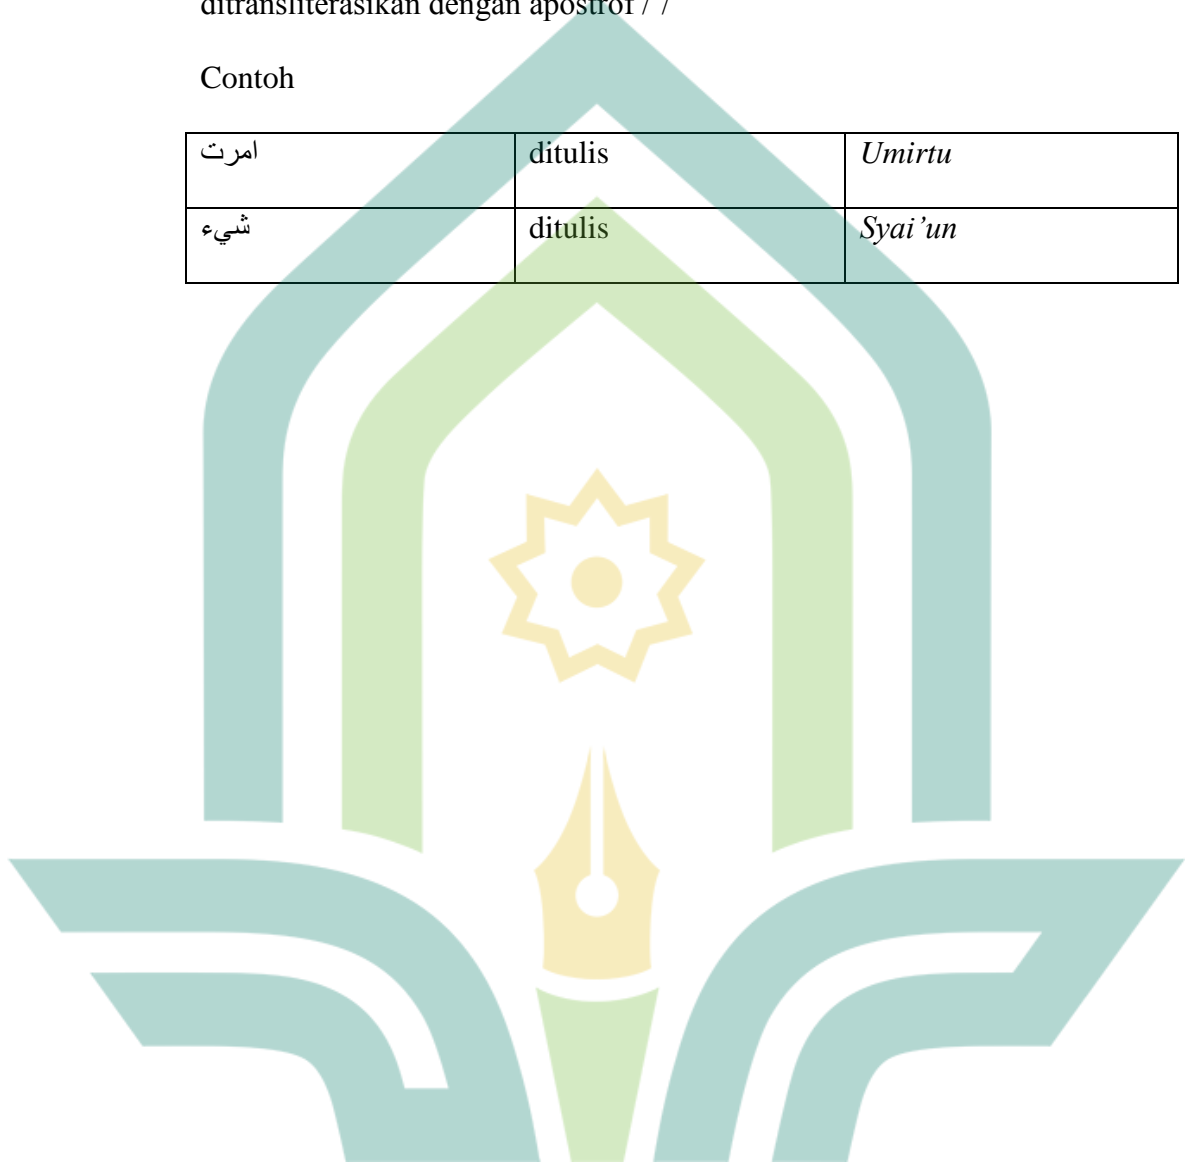 ditransliterasikan dengan apostrof / /
Contoh
امرت ditulis Umirtu
شيء ditulis Syai’un